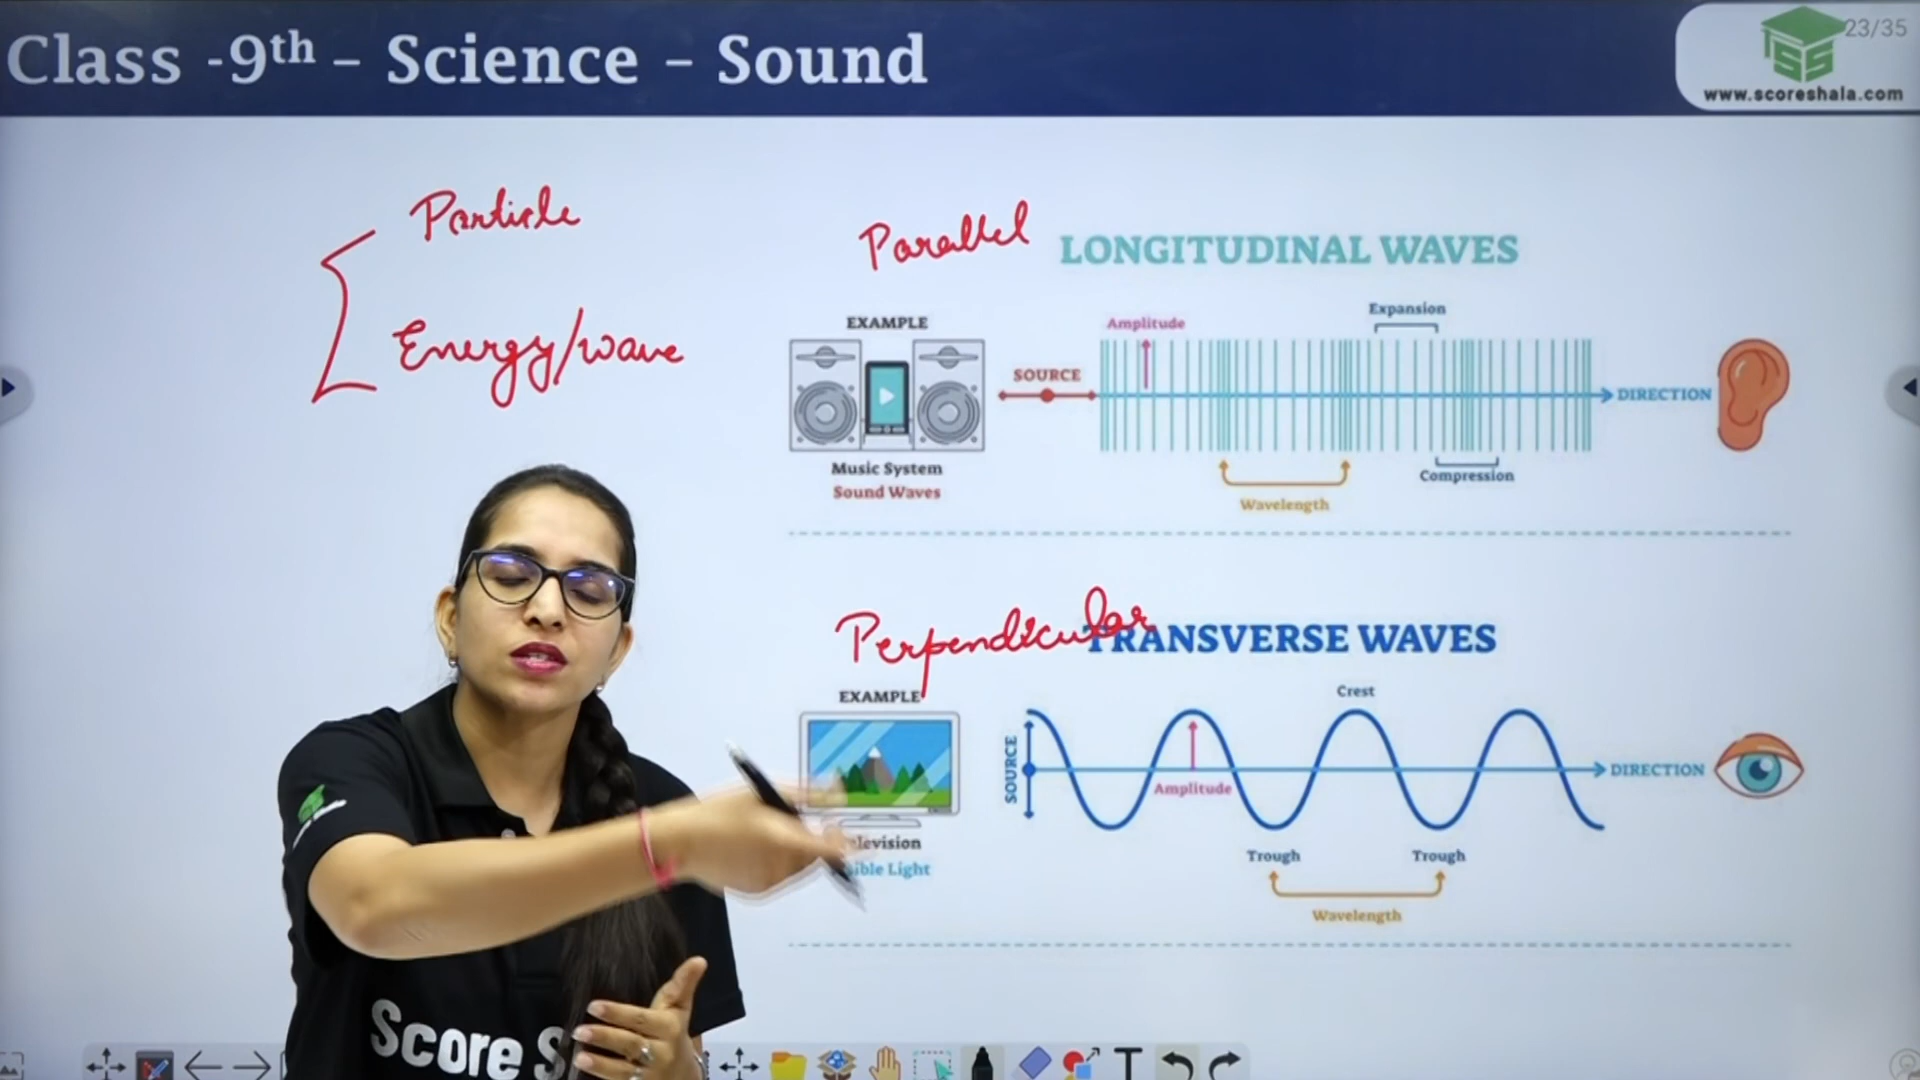 Class -9th – Science – Sound
23/35
www.scoreshala.com
Particle
Energy/wave
Parallel
LONGITUDINAL WAVES
EXAMPLE
Amplitude
Expansion
SOURCE
DIRECTION
Music System
Sound Waves
Wavelength
Compression
Perpendicular
TRANSVERSE WAVES
EXAMPLE
Crest
SOURCE
Amplitude
DIRECTION
Trough
Trough
Wavelength
Light
Score